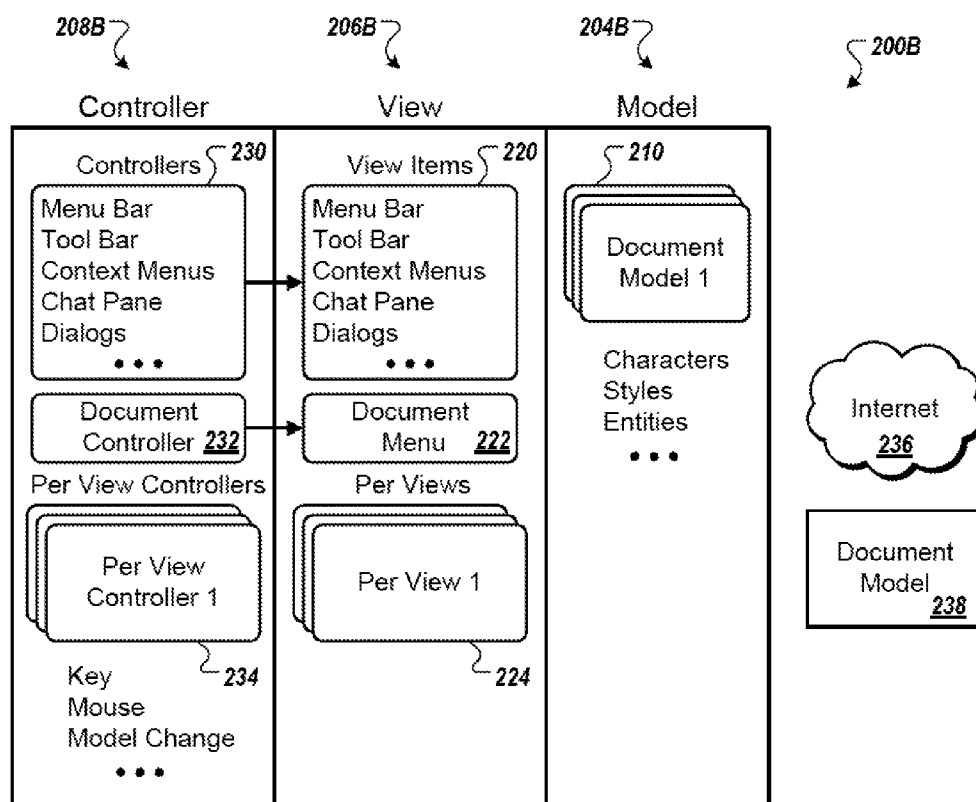 208B
206B
204B
200B
Controller
View
Model
Controllers
230
Menu Bar
Tool Bar
Context Menus
Chat Pane
Dialogs
• • •
Document
Controller 232
Per View Controllers
Per View
Controller 1
234
Key
Mouse
Model Change
• • •
View Items
220
Menu Bar
Tool Bar
Context Menus
Chat Pane
Dialogs
• • •
Document
Menu 222
Per Views
Per View 1
224
210
Document
Model 1
Characters
Styles
Entities
• • •
Internet
236
Document
Model
238